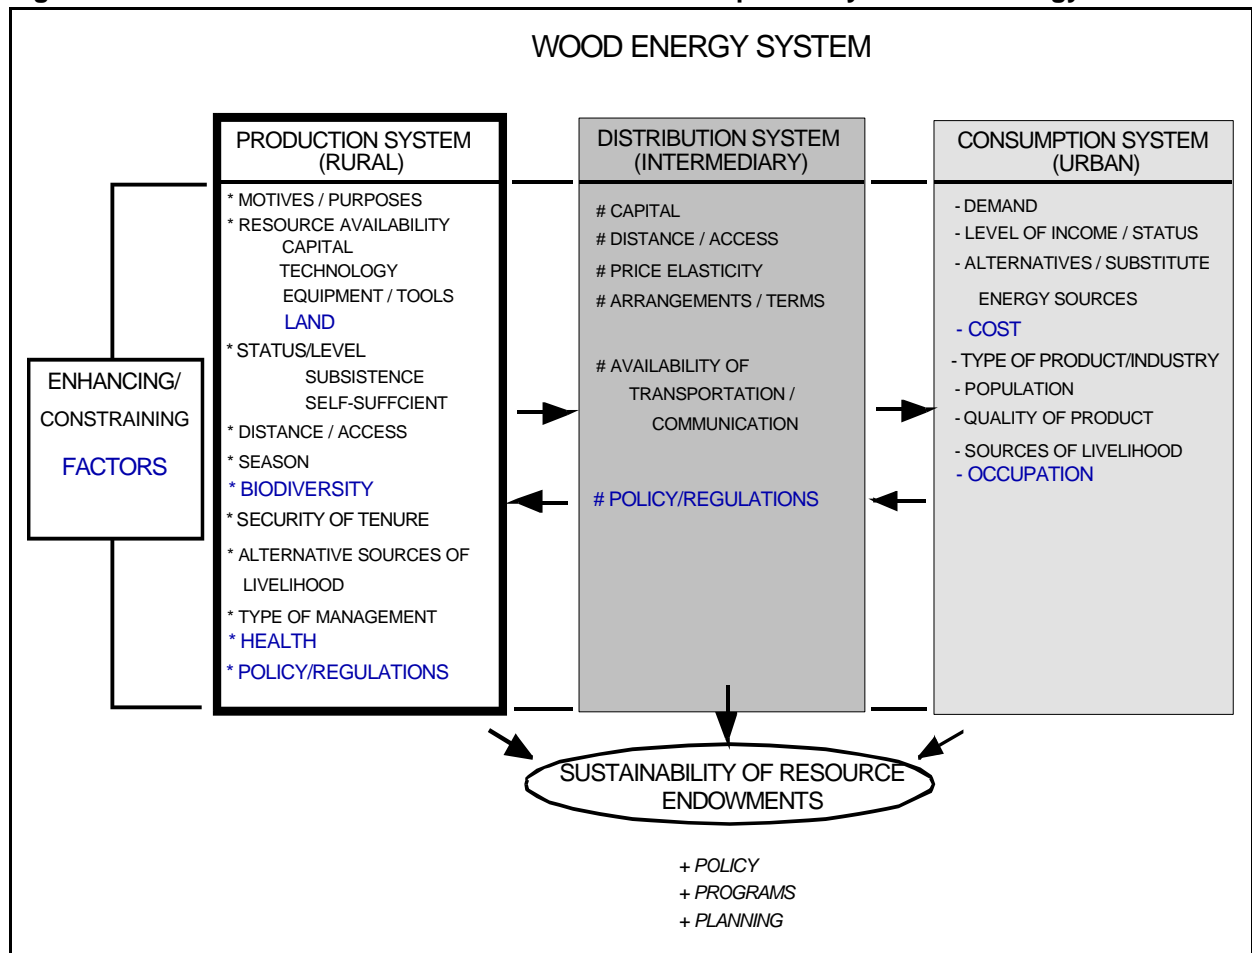 WOOD ENERGY SYSTEM
PRODUCTION SYSTEM
(RURAL)
* MOTIVES / PURPOSES
* RESOURCE AVAILABILITY
CAPITAL
TECHNOLOGY
EQUIPMENT / TOOLS
LAND
* STATUS/LEVEL
SUBSISTENCE
SELF-SUFFCIENT
* DISTANCE / ACCESS
* SEASON
* BIODIVERSITY
* SECURITY OF TENURE
* ALTERNATIVE SOURCES OF
LIVELIHOOD
* TYPE OF MANAGEMENT
* HEALTH
* POLICY/REGULATIONS
DISTRIBUTION SYSTEM
(INTERMEDIARY)
# CAPITAL
# DISTANCE / ACCESS
# PRICE ELASTICITY
# ARRANGEMENTS / TERMS
# AVAILABILITY OF
TRANSPORTATION /
COMMUNICATION
# POLICY/REGULATIONS
CONSUMPTION SYSTEM
(URBAN)
- DEMAND
- LEVEL OF INCOME / STATUS
- ALTERNATIVES / SUBSTITUTE
ENERGY SOURCES
- COST
- TYPE OF PRODUCT/INDUSTRY
- POPULATION
- QUALITY OF PRODUCT
- SOURCES OF LIVELIHOOD
- OCCUPATION
ENHANCING/
CONSTRAINING
FACTORS
SUSTAINABILITY OF RESOURCE
ENDOWMENTS
+ POLICY
+ PROGRAMS
+ PLANNING